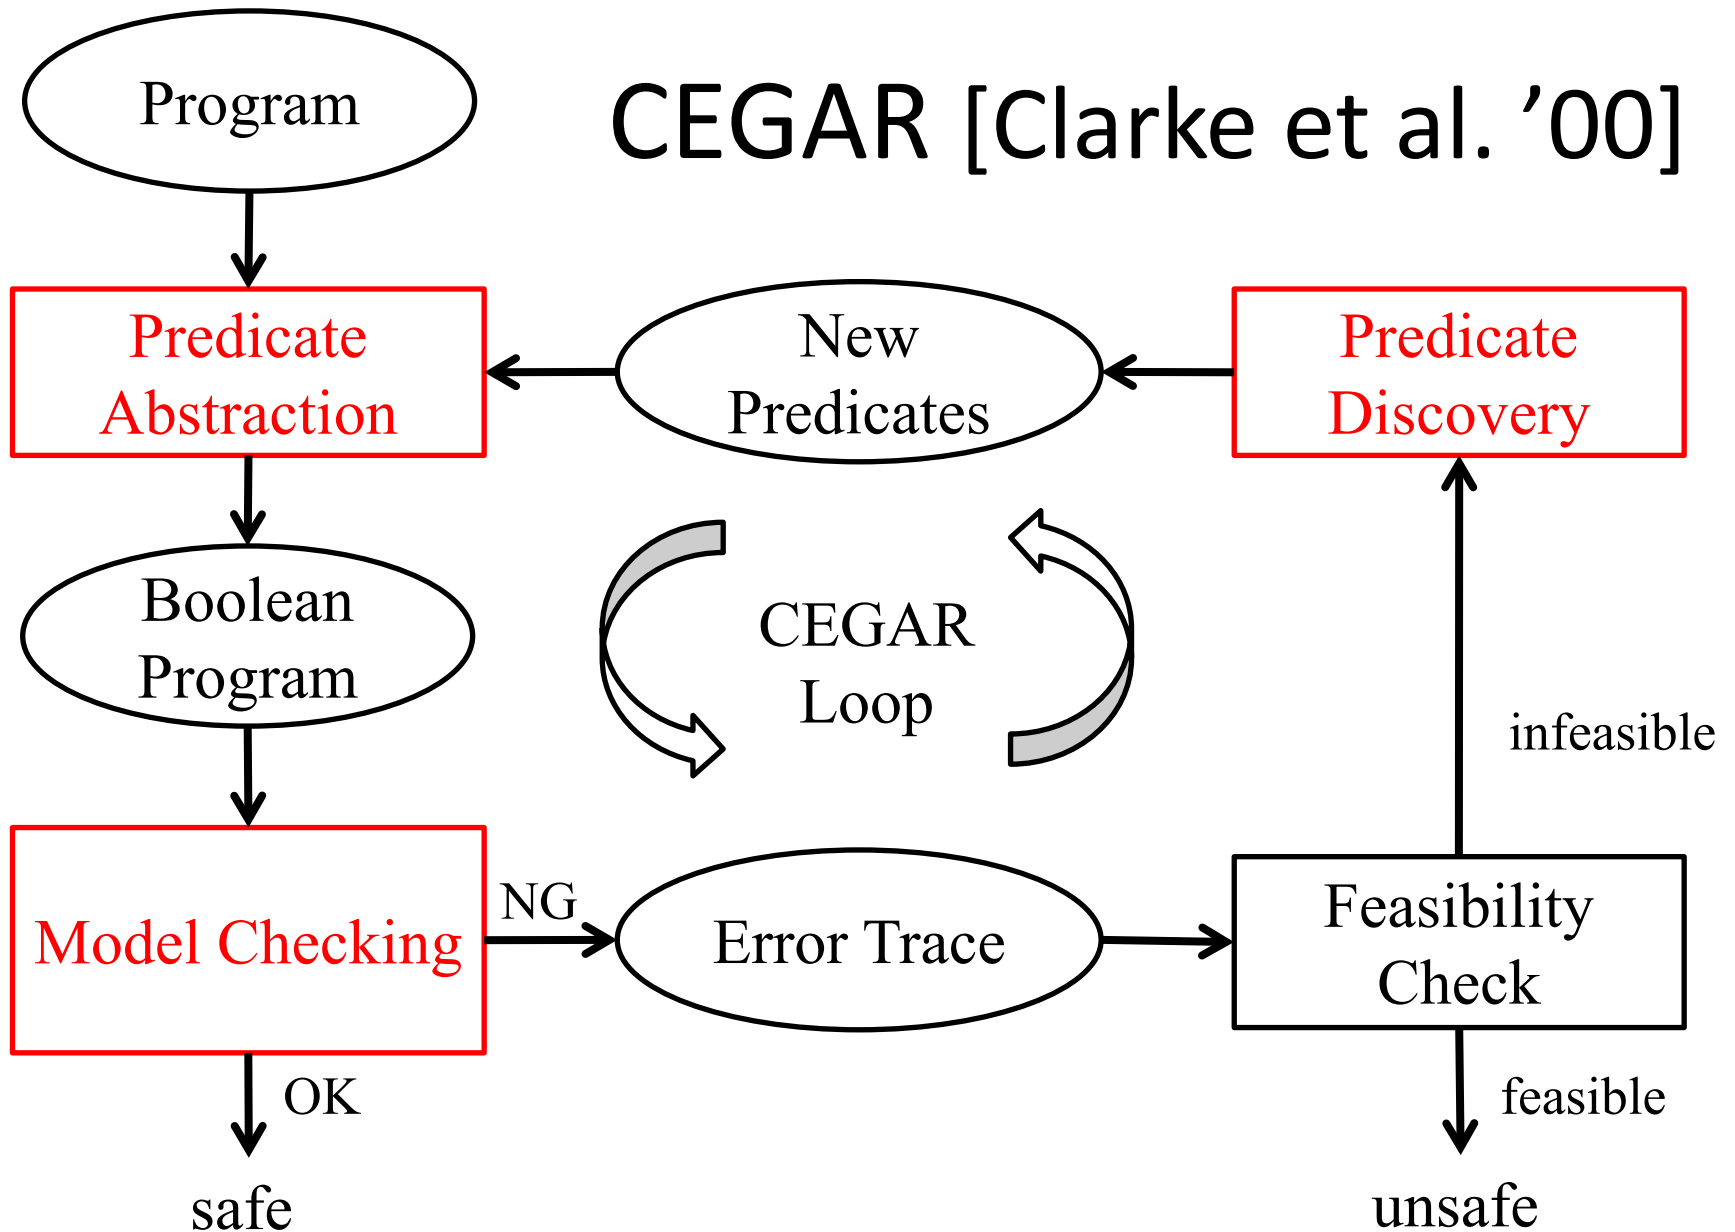 Program
CEGAR [Clarke et al. ’00]
Predicate
Abstraction
New
Predicates
Predicate
Discovery
Boolean
Program
CEGAR
Loop
infeasible
Model Checking
NG
Error Trace
Feasibility
Check
OK
feasible
safe
unsafe